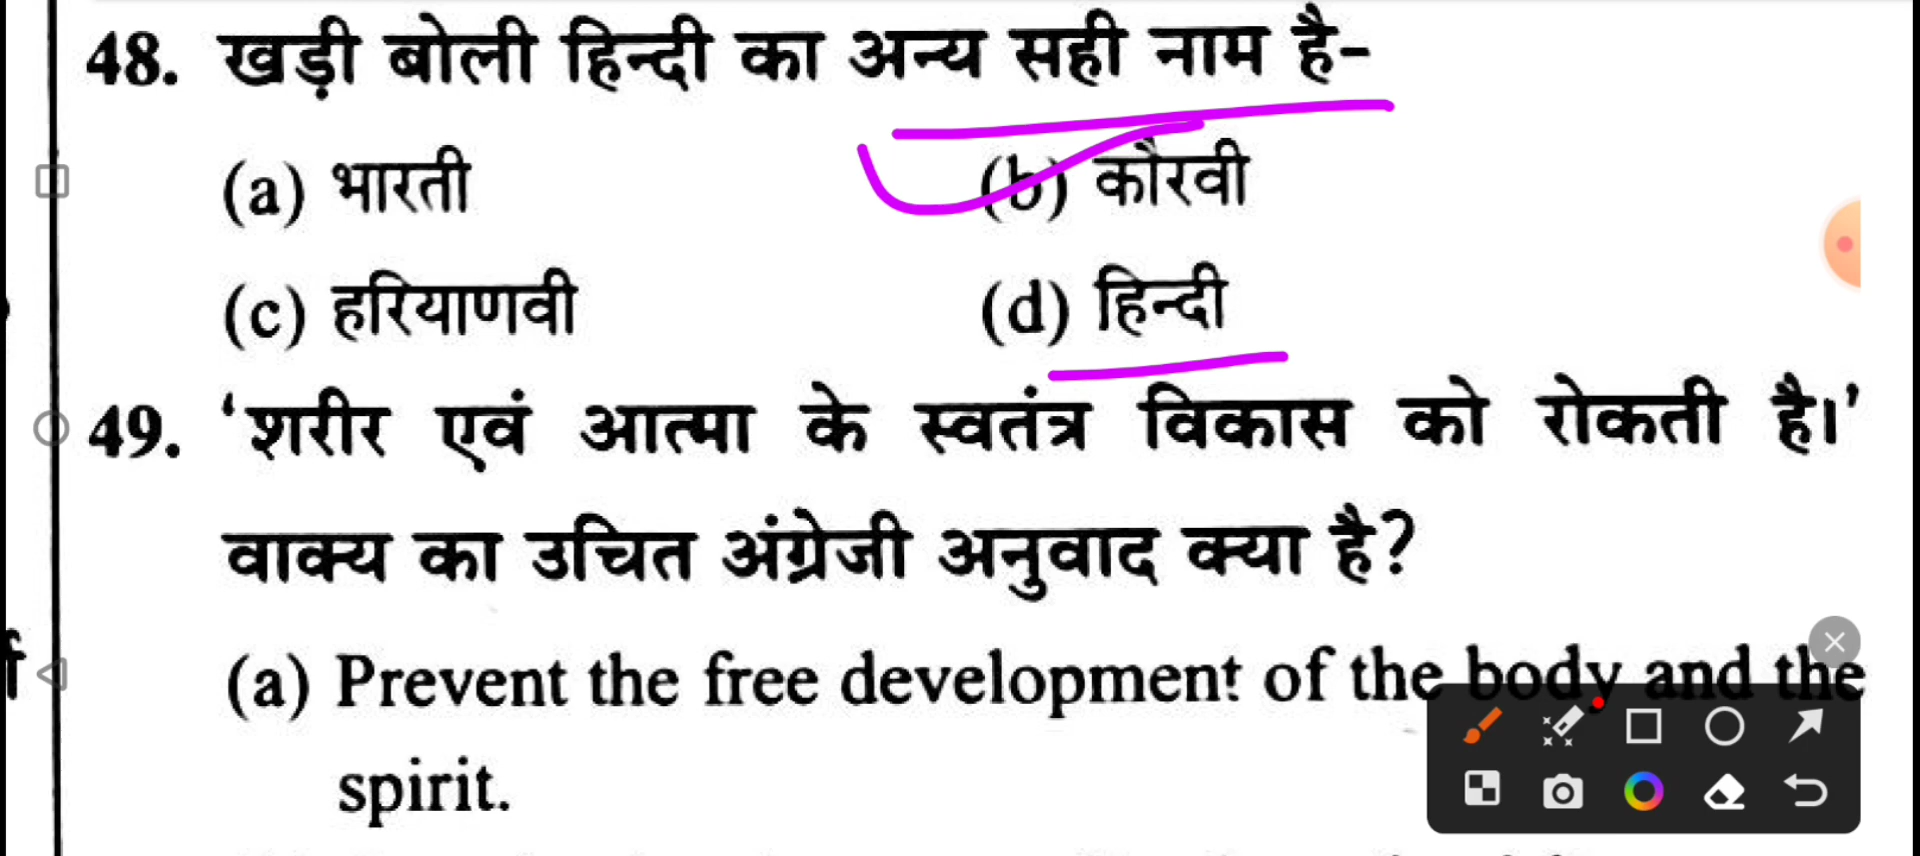 48. खड़ी बोली हिन्दी का अन्य सही नाम है-
(a) भारती (b) कौरवी
(c) हरियाणवी (d) हिन्दी
49. ‘शरीर एवं आत्मा के स्वतंत्र विकास को रोकती है।’
वाक्य का उचित अंग्रेजी अनुवाद क्या है?
(a) Prevent the free development of the body and the
spirit.